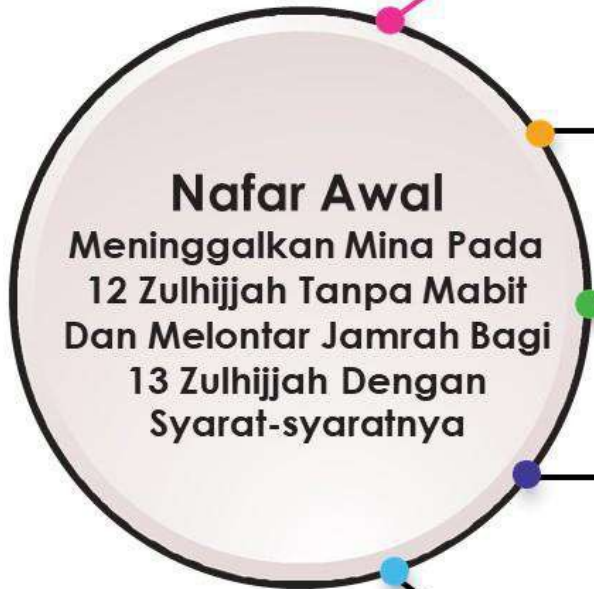 Nafar Awal
Meninggalkan Mina Pada
12 Zulhijjah Tanpa Mabit
Dan Melontar Jamrah Bagi
13 Zulhijjah Dengan
Syarat-syaratnya